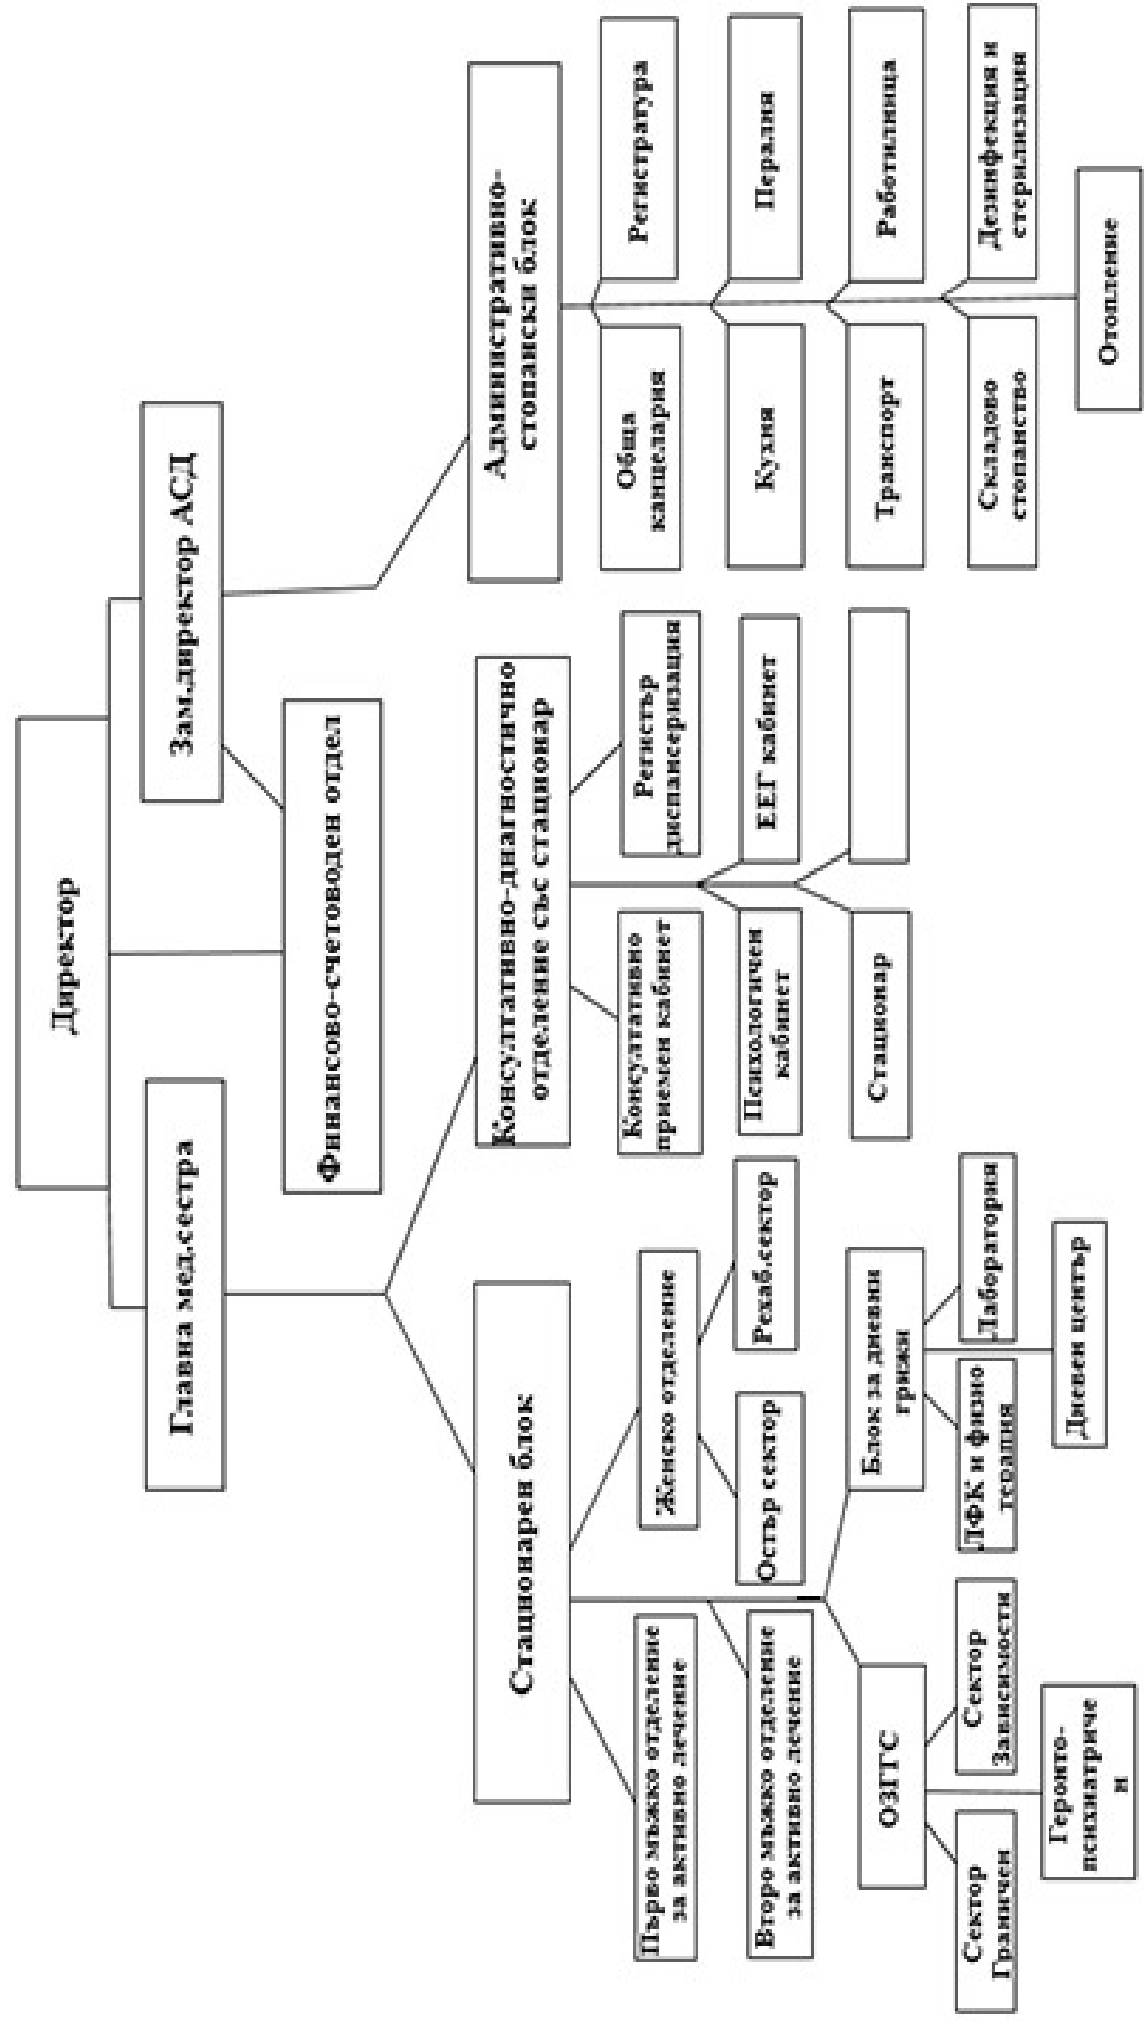 Директор
Главна мед.сестра
Зам.директор АСД
Финансово-счетоводен отдел
Стационарен блок
Консултативно-диагностично
отделение със стационар
Административно-
стопански блок
Първо мъжко отделение
за активно лечение
Женско отделение
Второ мъжко отделение
за активно лечение
Остър сектор
Рехаб.сектор
ОЗГГС
Блок за дневни
грижи
Сектор
Граничен
Сектор
Зависимости
ЛФК и физио
терапия
Лаборатория
Геронто-
психиатриче
н
Дневен център
Консултативно
приемен кабинет
Регистър
диспансеризация
Психологичен
кабинет
ЕЕГ кабинет
Стационар
Обща
канцелария
Регистратура
Кухня
Пералня
Транспорт
Работилница
Складово
стопанство
Дезинфекция и
стерилизация
Отопление